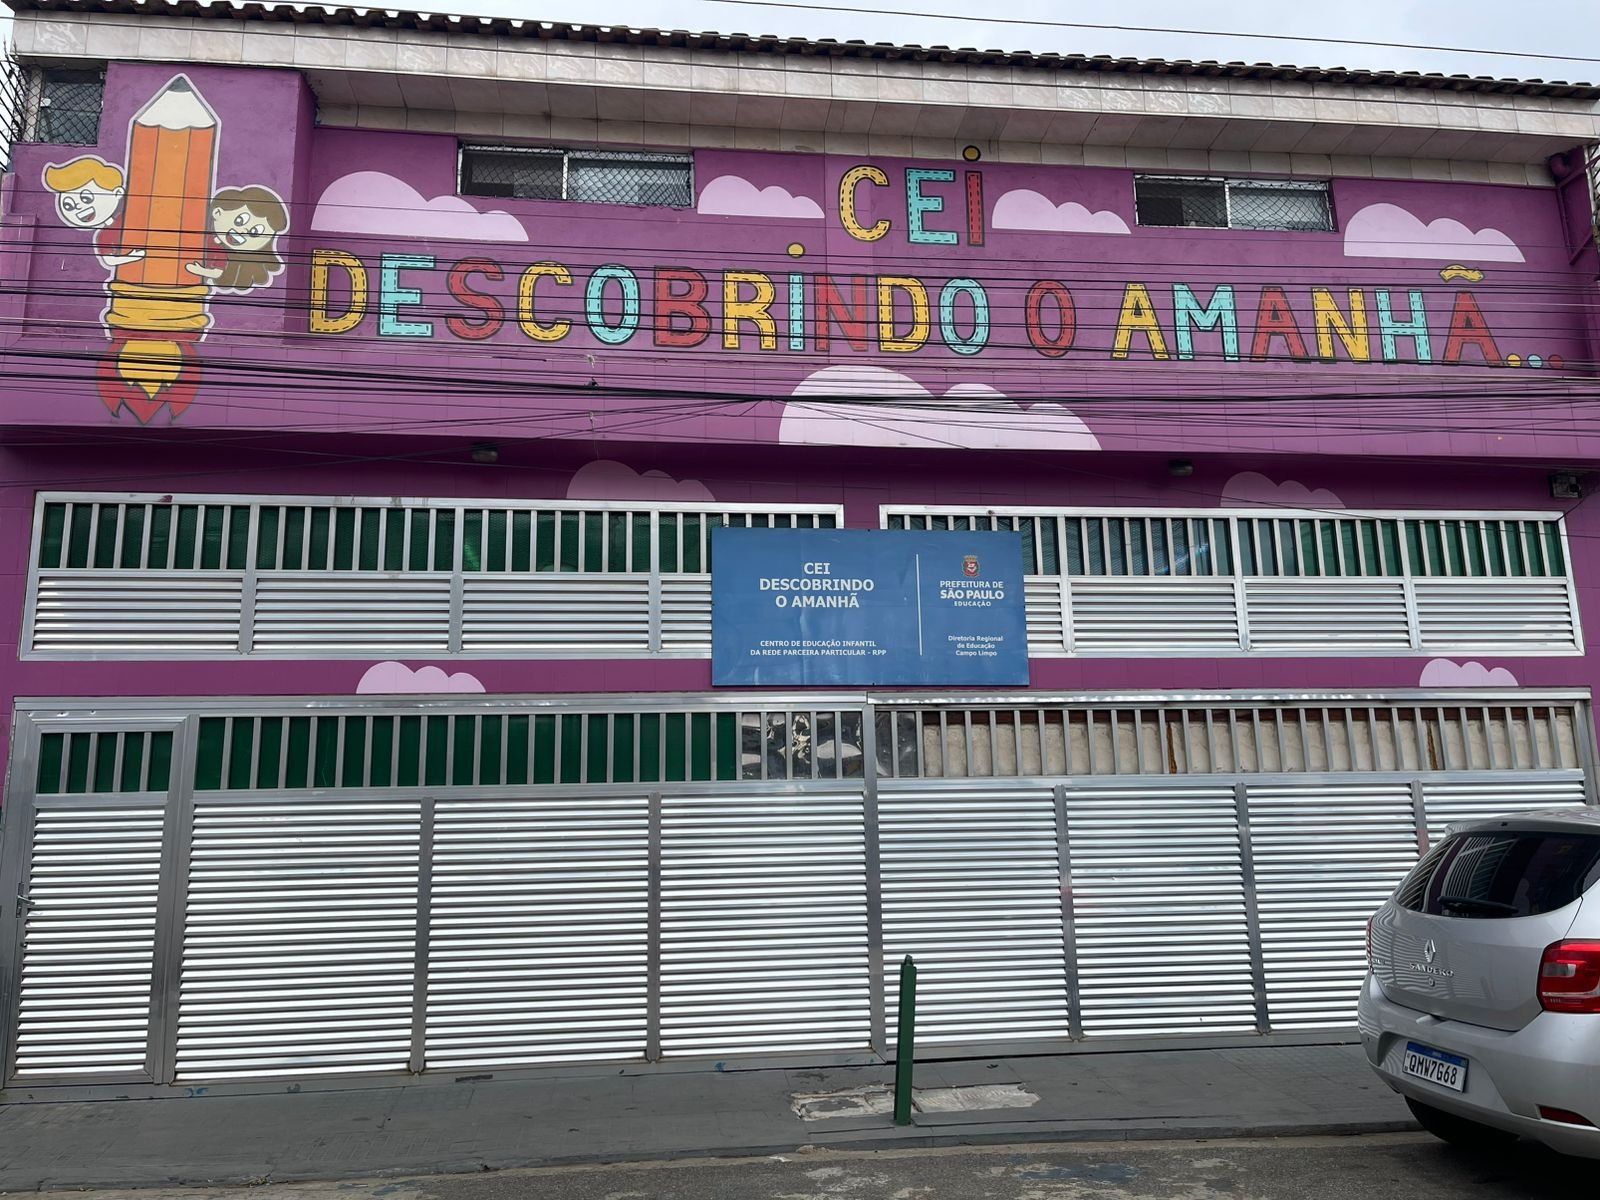 CEI
DESCOBRINDO O AMANHÃ...
CEI
DESCOBRINDO
O AMANHÃ
CENTRO DE EDUCAÇÃO INFANTIL
DA REDE PARCEIRA PARTICULAR - RPP
PREFEITURA DE
SÃO PAULO
EDUCAÇÃO
Diretoria Regional
de Educação
Campo Limpo
SANDERO
QMW7G68